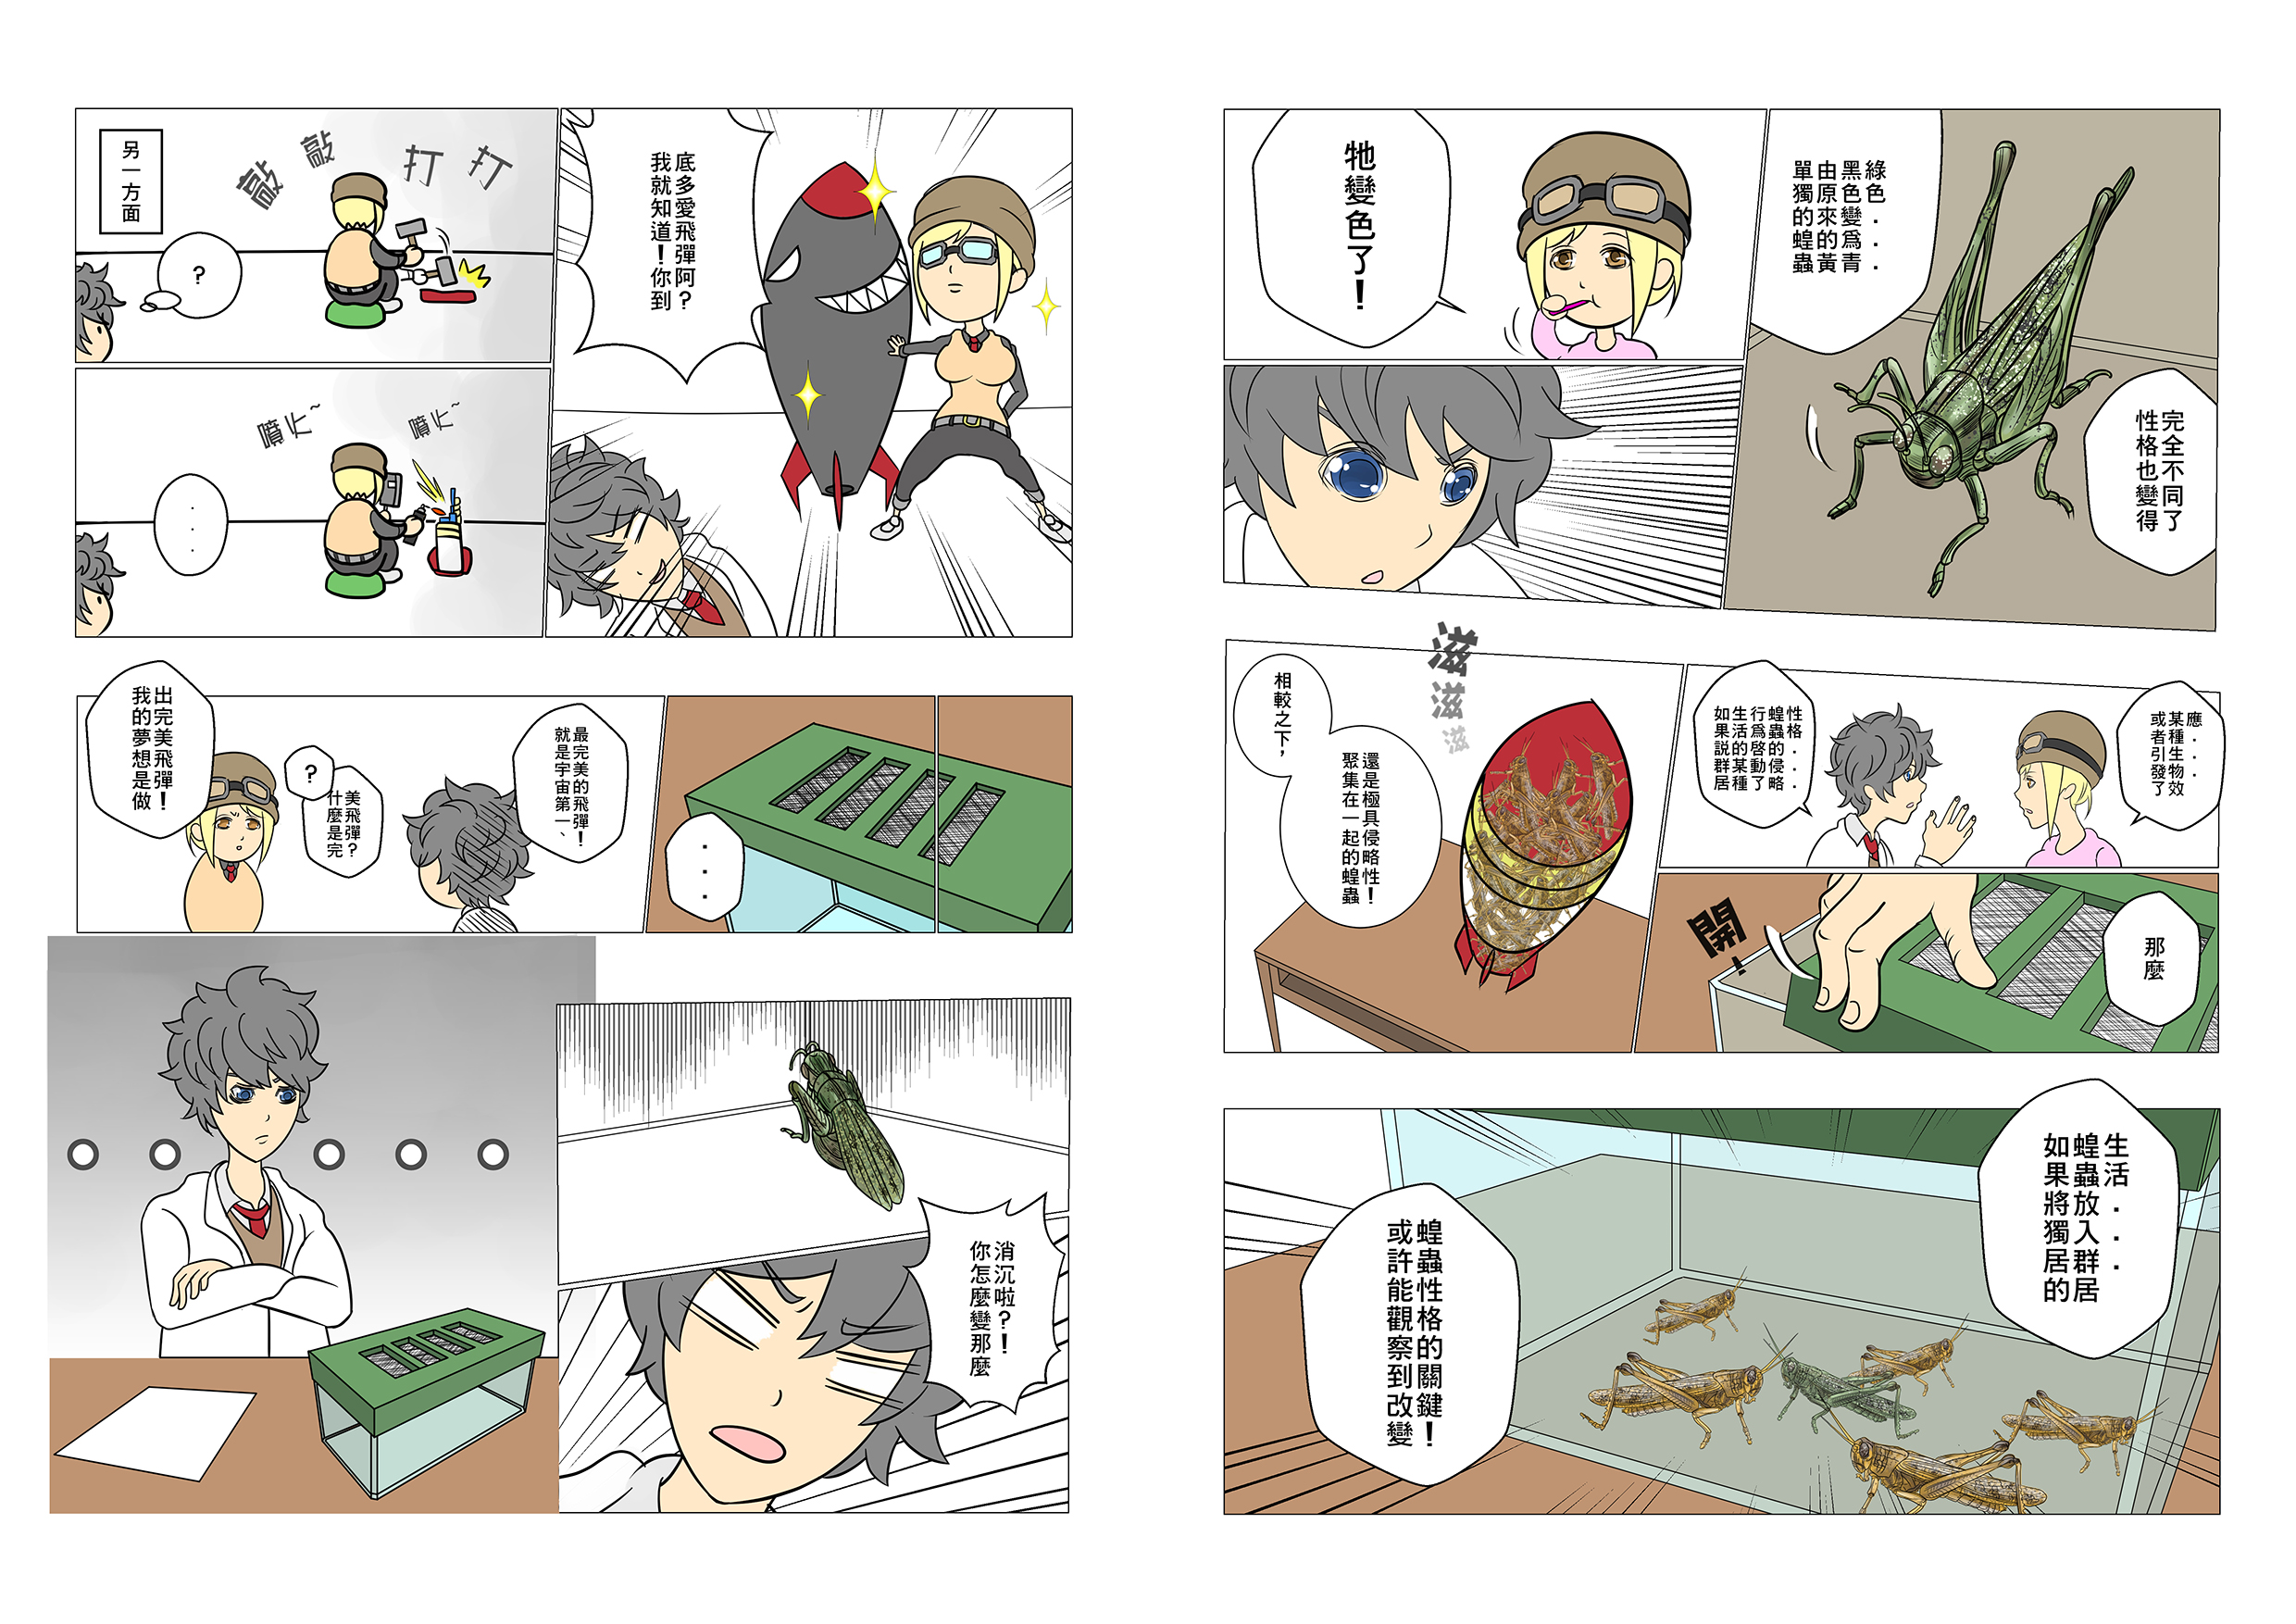 另一方面
敲 敲 打 打
？
噴火~
噴火~
. . .
我就知道！你到
底多愛飛彈阿？
我的夢想是做
出完美飛彈！
？
什麼是完
美飛彈？
就是宇宙第一、
最完美的飛彈！
. . .
你怎麼變那麼
消沉啦？！
牠變色了！
單獨的蝗蟲
由原來的黃
黑色變爲青
綠色. . .
性格也變得
完全不同了
滋滋滋
相較之下，
聚集在一起的蝗蟲
還是極具侵略性！
如果説群居
生活的某種
行爲啓動了
蝗蟲的侵略
性格. . .
或者引發了
某種生物效
應. . .
那麼
開！
如果將獨居的
蝗蟲放入群居
生活. . .
或許能觀察到改變
蝗蟲性格的關鍵！